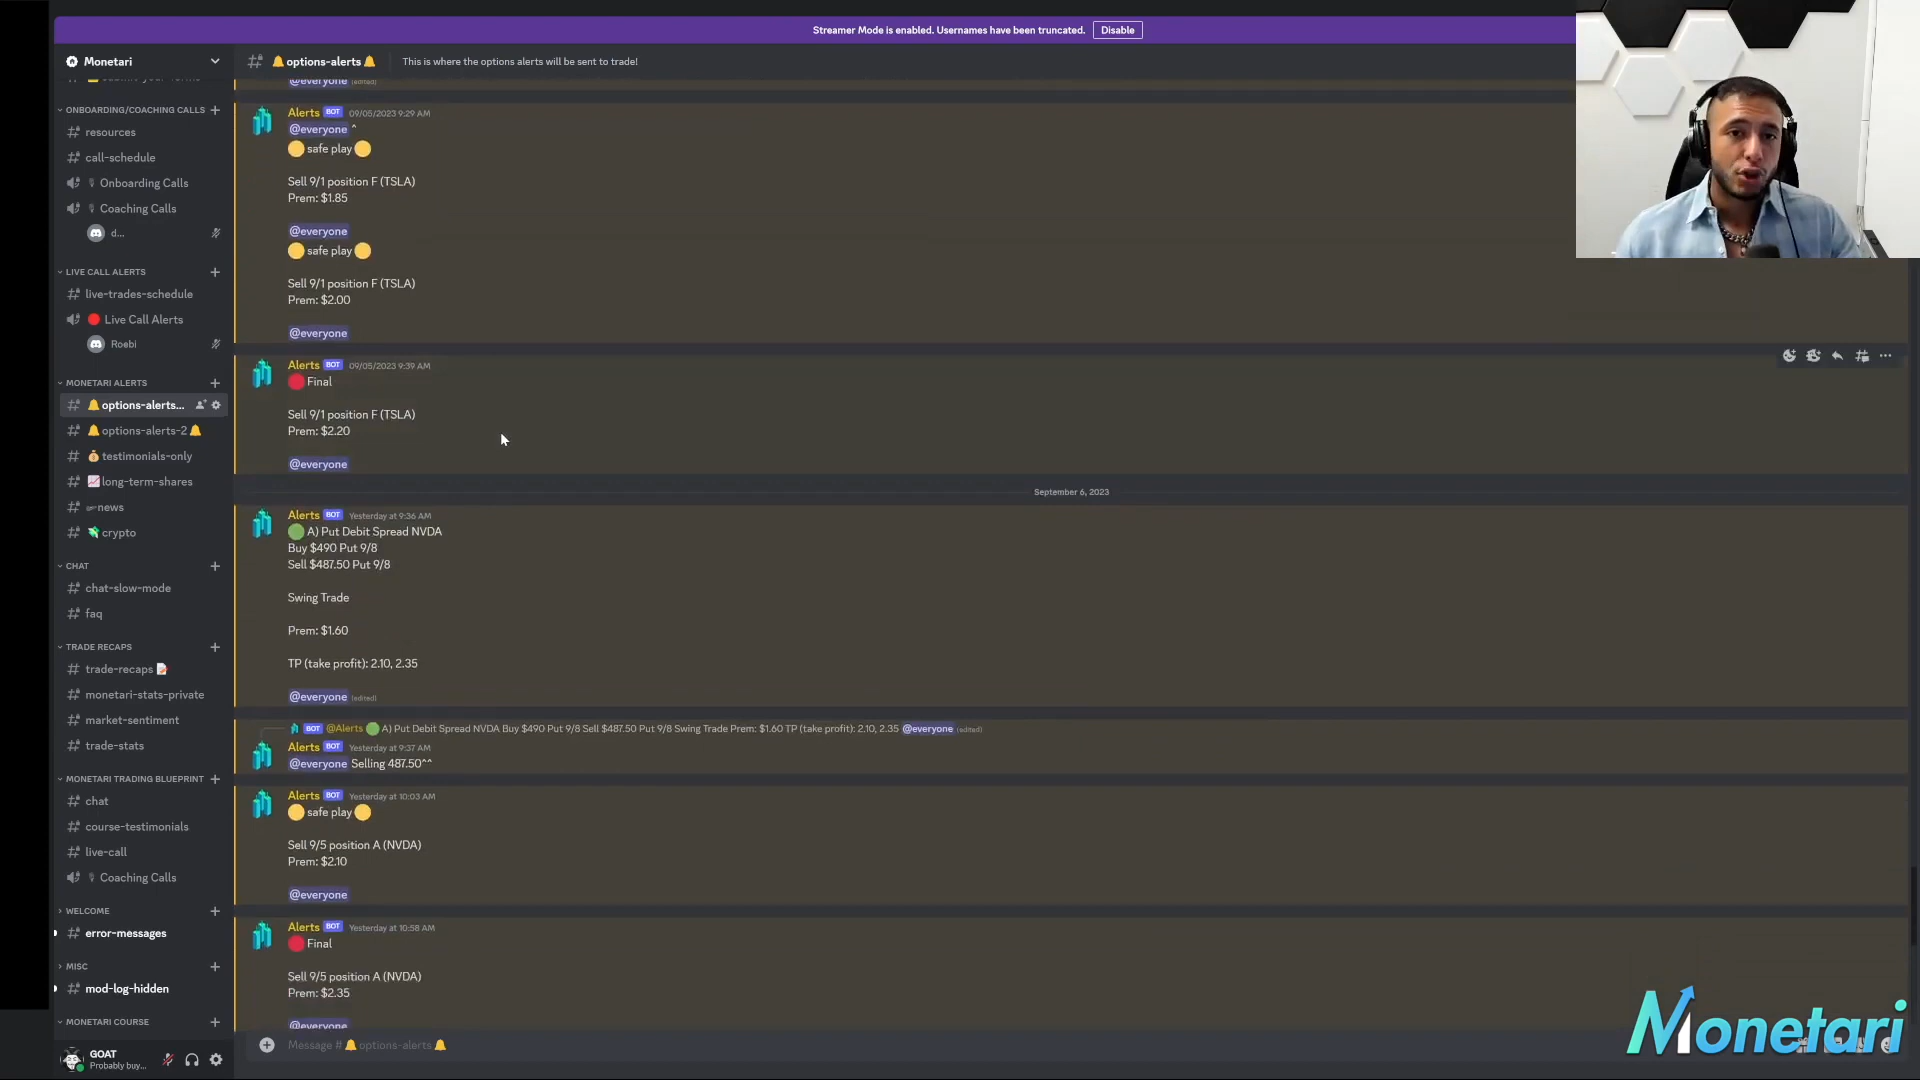 Streamer Mode is enabled. Usernames have been truncated. Disable
Monetari
options-alerts
This is where the options alerts will be sent to trade!
ONBOARDING/COACHING CALLS
resources
call-schedule
Onboarding Calls
Coaching Calls
d...
LIVE CALL ALERTS
live-trades-schedule
Live Call Alerts
Roebi
MONETARI ALERTS
options-alerts...
options-alerts-2
testimonials-only
long-term-shares
news
crypto
CHAT
chat-slow-mode
faq
TRADE RECAPS
trade-recaps
monetari-stats-private
market-sentiment
trade-stats
MONETARI TRADING BLUEPRINT
chat
course-testimonials
live-call
Coaching Calls
WELCOME
error-messages
MISC
mod-log-hidden
MONETARI COURSE
GOAT
Probably buy...
@everyone (edited)
Alerts BOT 09/05/2023 9:29 AM
@everyone ^
safe play
Sell 9/1 position F (TSLA)
Prem: $1.85
@everyone
safe play
Sell 9/1 position F (TSLA)
Prem: $2.00
@everyone
Alerts BOT 09/05/2023 9:39 AM
Final
Sell 9/1 position F (TSLA)
Prem: $2.20
@everyone
September 6, 2023
Alerts BOT Yesterday at 9:36 AM
A) Put Debit Spread NVDA
Buy $490 Put 9/8
Sell $487.50 Put 9/8
Swing Trade
Prem: $1.60
TP (take profit): 2.10, 2.35
@everyone (edited)
BOT @Alerts A) Put Debit Spread NVDA Buy $490 Put 9/8 Sell $487.50 Put 9/8 Swing Trade Prem: $1.60 TP (take profit): 2.10, 2.35 @everyone (edited)
Alerts BOT Yesterday at 9:37 AM
@everyone Selling 487.50^^
Alerts BOT Yesterday at 10:03 AM
safe play
Sell 9/5 position A (NVDA)
Prem: $2.10
@everyone
Alerts BOT Yesterday at 10:58 AM
Final
Sell 9/5 position A (NVDA)
Prem: $2.35
@everyone
Message # options-alerts
Monetari